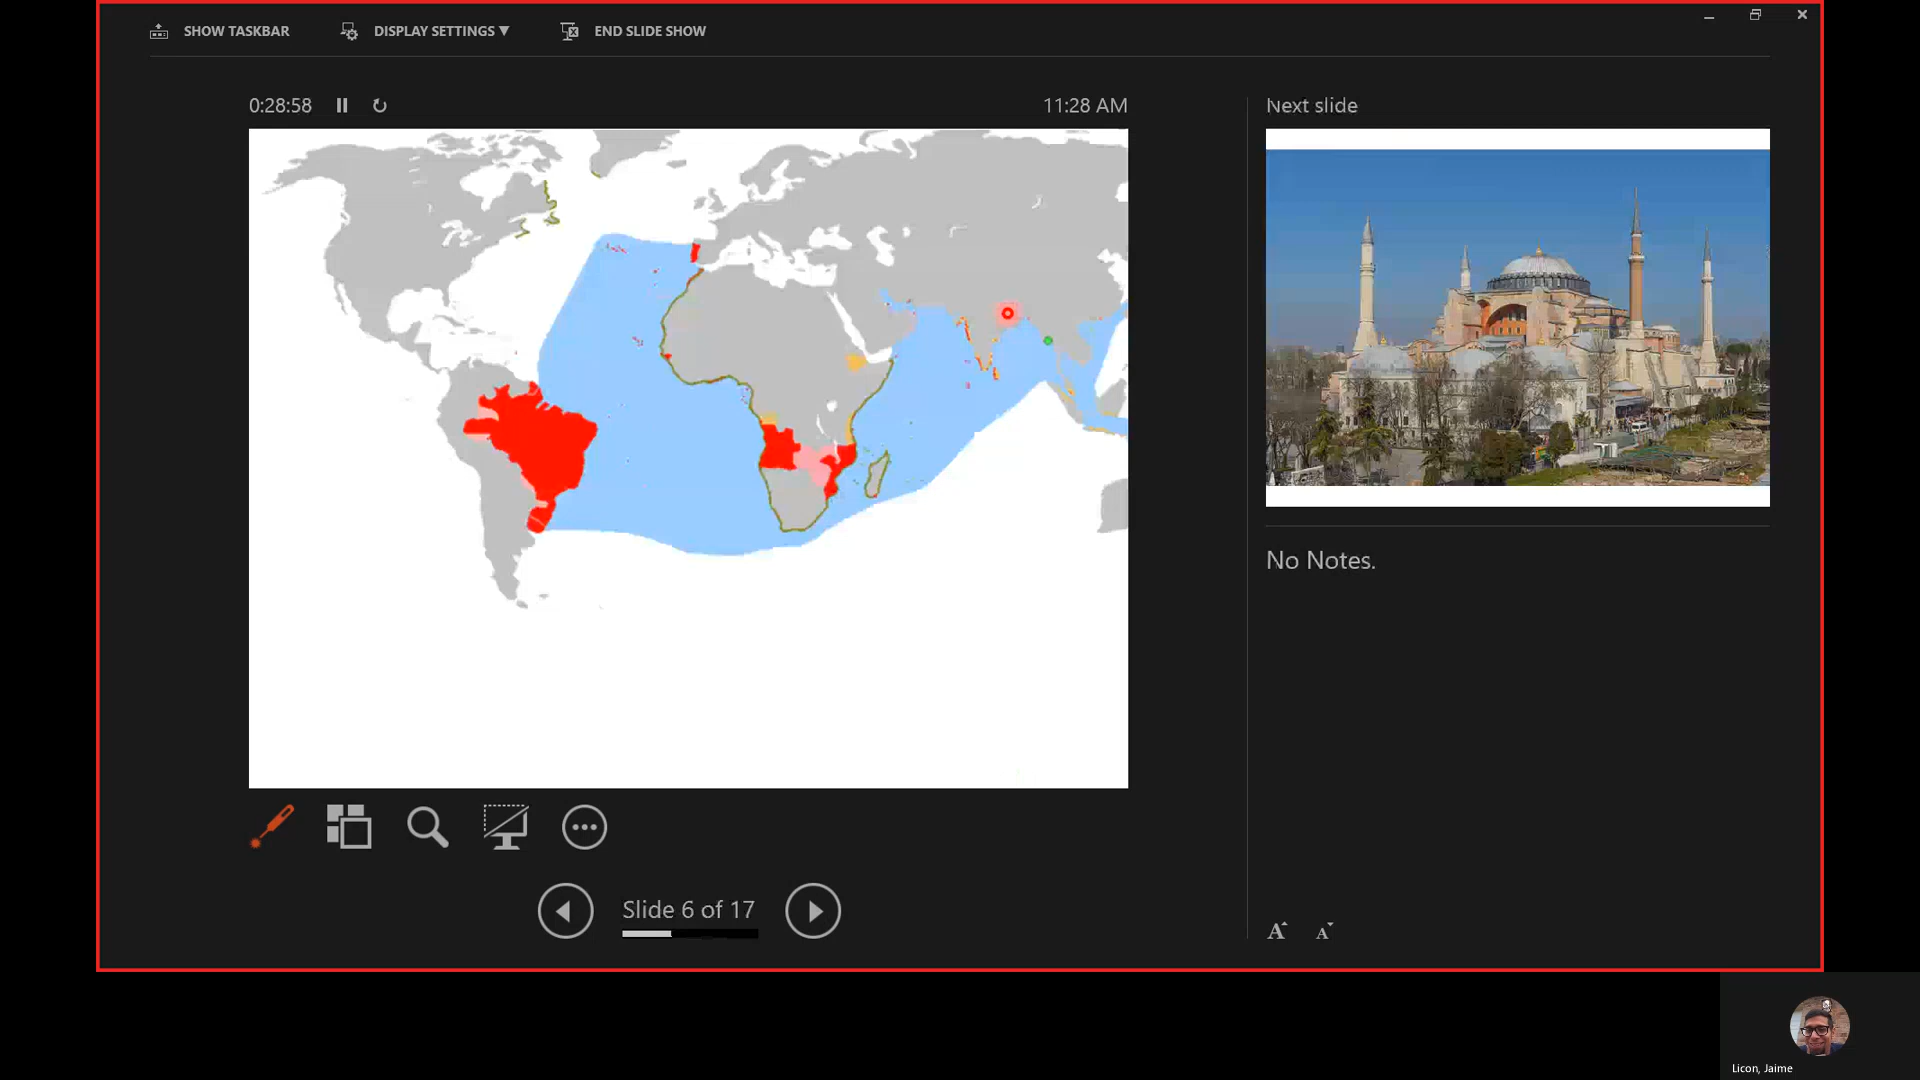 SHOW TASKBAR
DISPLAY SETTINGS ▼
END SLIDE SHOW
0:28:58
11:28 AM
Next slide
No Notes.
Slide 6 of 17
A A
Licon, Jaime